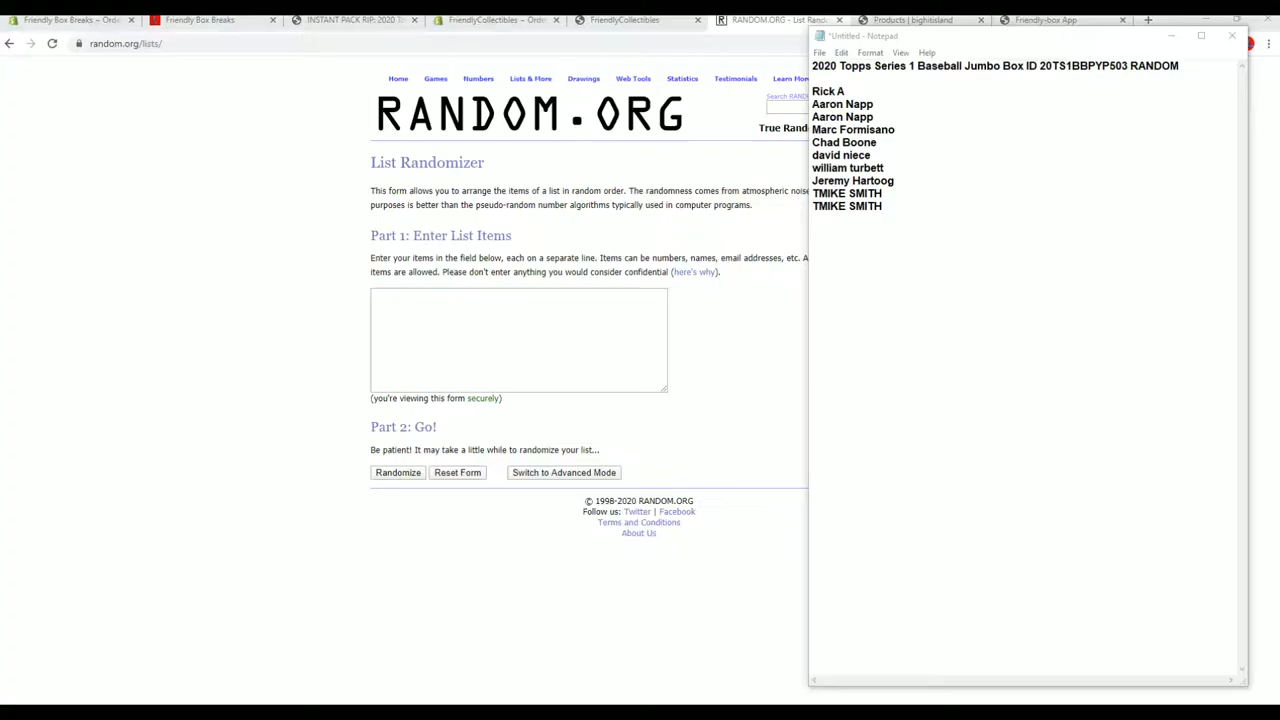 Friendly Box Breaks ~ Orde
Friendly Box Breaks
INSTANT PACK RIP: 2020 To
FriendlyCollectibles ~ Orde
FriendlyCollectibles
RANDOM.ORG - List Rando
Products | bighitisland
Friendly-box App
random.org/lists/
*Untitled - Notepad
File Edit Format View Help
2020 Topps Series 1 Baseball Jumbo Box ID 20TS1BBPYP503 RANDOM
Rick A
Aaron Napp
Aaron Napp
Marc Formisano
Chad Boone
david niece
william turbett
Jeremy Hartoog
TMIKE SMITH
TMIKE SMITH
Home Games Numbers Lists & More Drawings Web Tools Statistics Testimonials Learn More
Search RAND
RANDOM.ORG
True Rand
List Randomizer
This form allows you to arrange the items of a list in random order. The randomness comes from atmospheric noise
purposes is better than the pseudo-random number algorithms typically used in computer programs.
Part 1: Enter List Items
Enter your items in the field below, each on a separate line. Items can be numbers, names, email addresses, etc. A
items are allowed. Please don't enter anything you would consider confidential (here's why).
(you're viewing this form securely)
Part 2: Go!
Be patient! It may take a little while to randomize your list...
Randomize Reset Form Switch to Advanced Mode
© 1998-2020 RANDOM.ORG
Follow us: Twitter | Facebook
Terms and Conditions
About Us